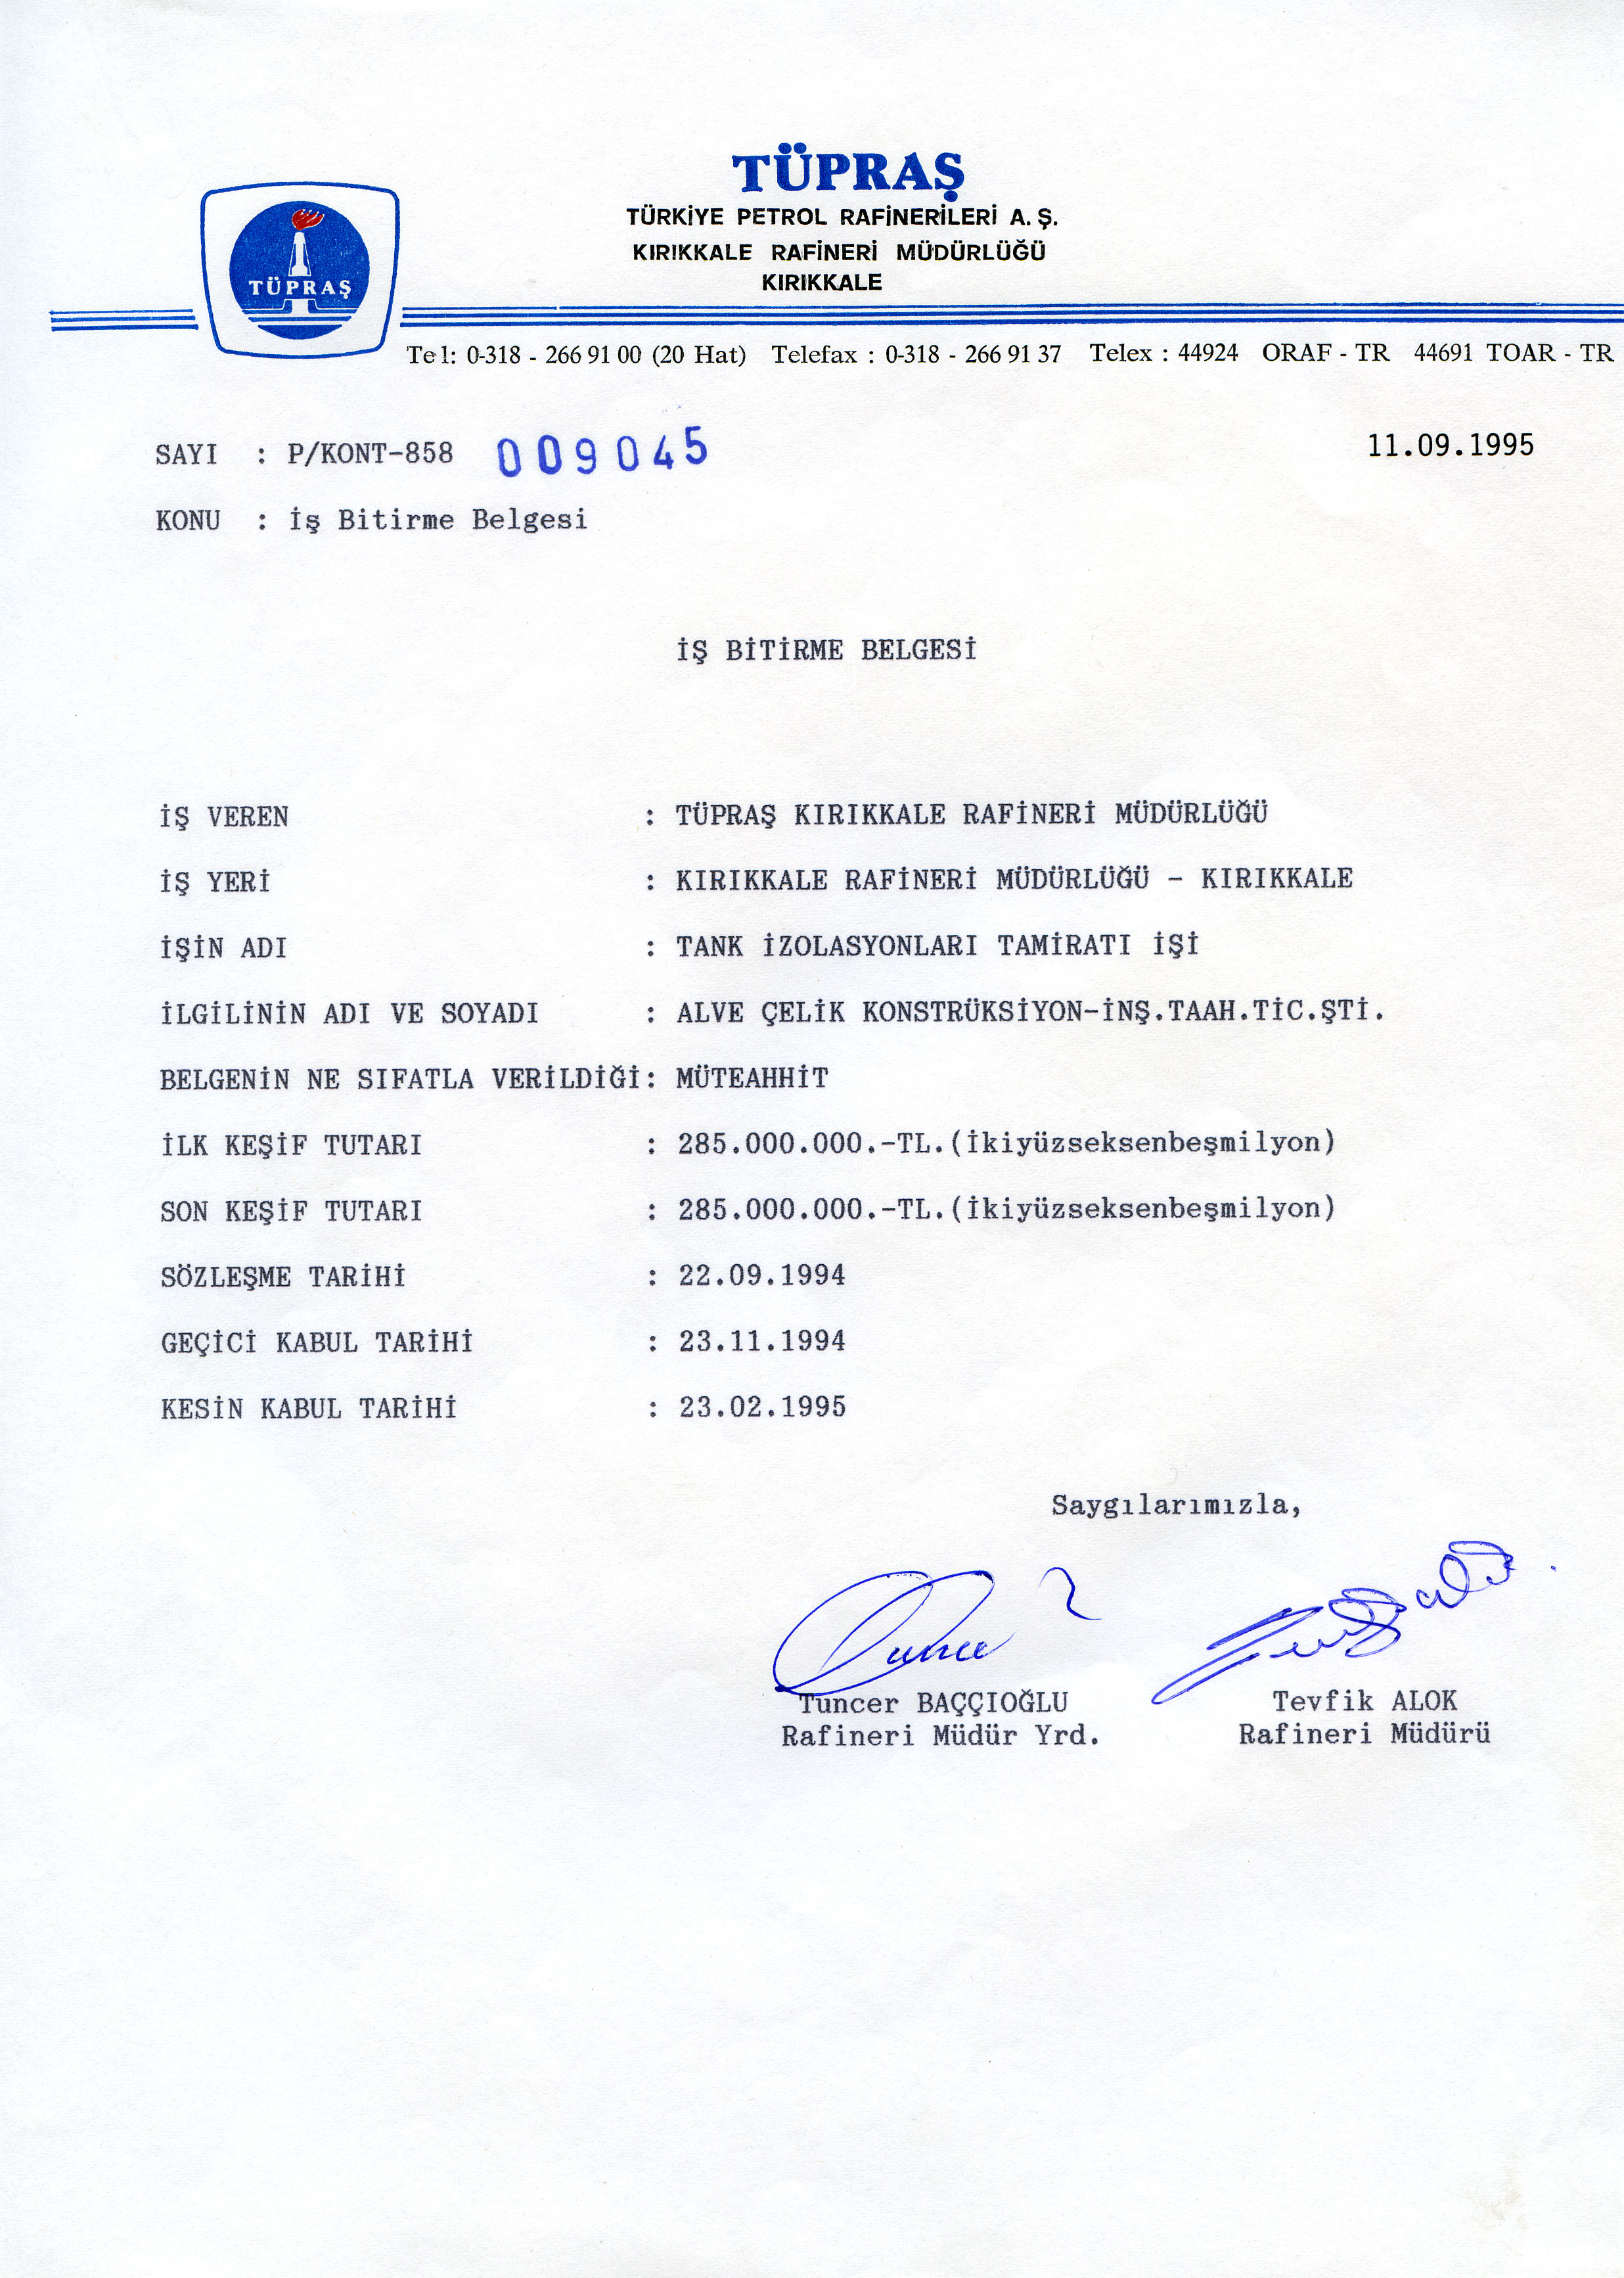 TÜPRAŞ
TÜRKİYE PETROL RAFİNERİLERİ A.Ş.
KIRIKKALE RAFİNERİ MÜDÜRLÜĞÜ
KIRIKKALE
TÜPRAŞ
Tel: 0-318 - 266 91 00 (20 Hat) Telefax : 0-318 - 266 91 37 Telex : 44924 ORAF - TR 44691 TOAR - TR
SAYI : P/KONT-858 009045 11.09.1995
KONU : İş Bitirme Belgesi
İŞ BİTİRME BELGESİ
İŞ VEREN : TÜPRAŞ KIRIKKALE RAFİNERİ MÜDÜRLÜĞÜ
İŞ YERİ : KIRIKKALE RAFİNERİ MÜDÜRLÜĞÜ - KIRIKKALE
İŞİN ADI : TANK İZOLASYONLARI TAMİRATI İŞİ
İLGİLİNİN ADI VE SOYADI : ALVE ÇELİK KONSTRÜKSİYON-İNŞ.TAAH.TİC.ŞTİ.
BELGENİN NE SIFATLA VERİLDİĞİ: MÜTEAHHİT
İLK KEŞİF TUTARI : 285.000.000.-TL.(İkiyüzseksenbeşmilyon)
SON KEŞİF TUTARI : 285.000.000.-TL.(İkiyüzseksenbeşmilyon)
SÖZLEŞME TARİHİ : 22.09.1994
GEÇİCİ KABUL TARİHİ : 23.11.1994
KESİN KABUL TARİHİ : 23.02.1995
Saygılarımızla,
Tuncer BAÇÇIOĞLU Tevfik ALOK
Rafineri Müdür Yrd. Rafineri Müdürü